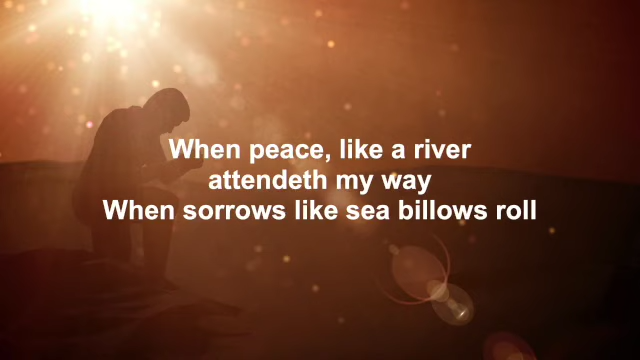 When peace, like a river
attendeth my way
When sorrows like sea billows roll